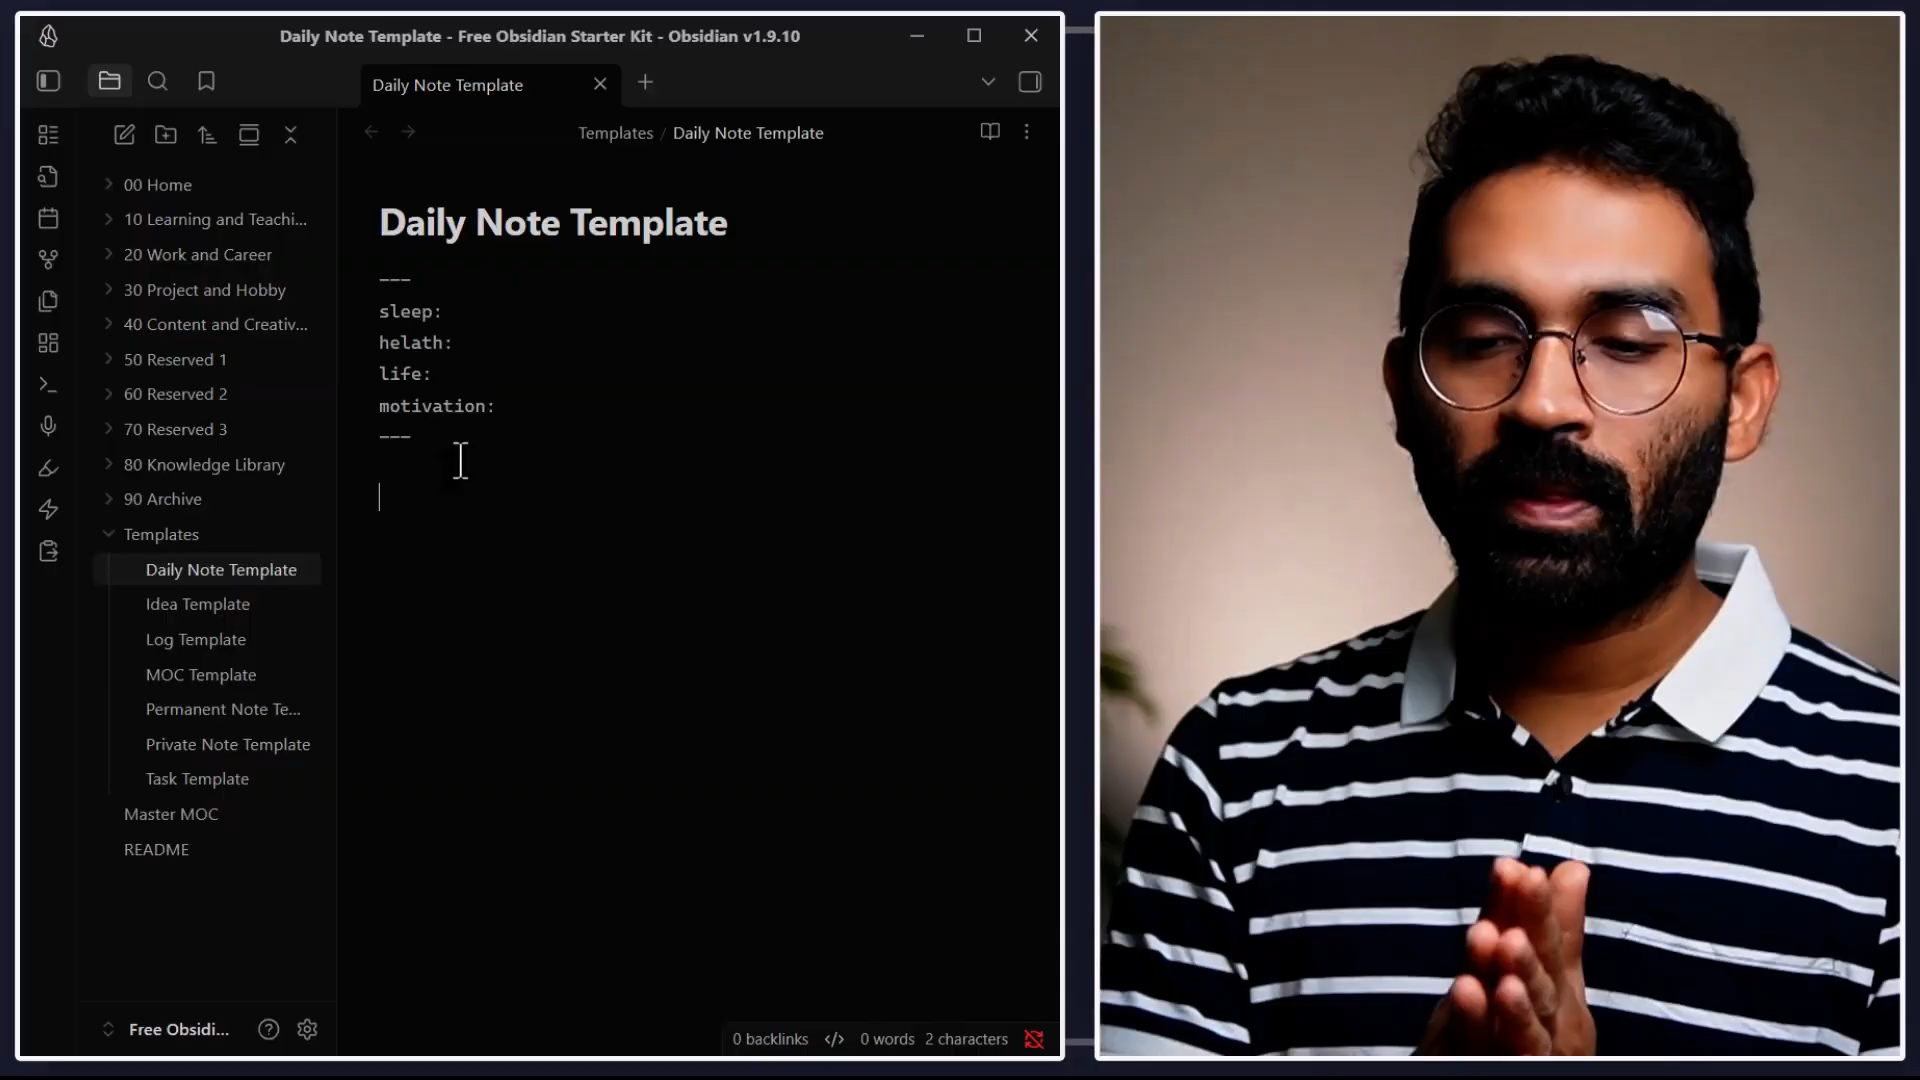 Daily Note Template - Free Obsidian Starter Kit - Obsidian v1.9.10
Daily Note Template
Templates / Daily Note Template
00 Home
10 Learning and Teachi...
20 Work and Career
30 Project and Hobby
40 Content and Creativ...
50 Reserved 1
60 Reserved 2
70 Reserved 3
80 Knowledge Library
90 Archive
Templates
Daily Note Template
Idea Template
Log Template
MOC Template
Permanent Note Te...
Private Note Template
Task Template
Master MOC
README
Free Obsidi...
Daily Note Template
---
sleep:
helath:
life:
motivation:
---
0 backlinks </> 0 words 2 characters